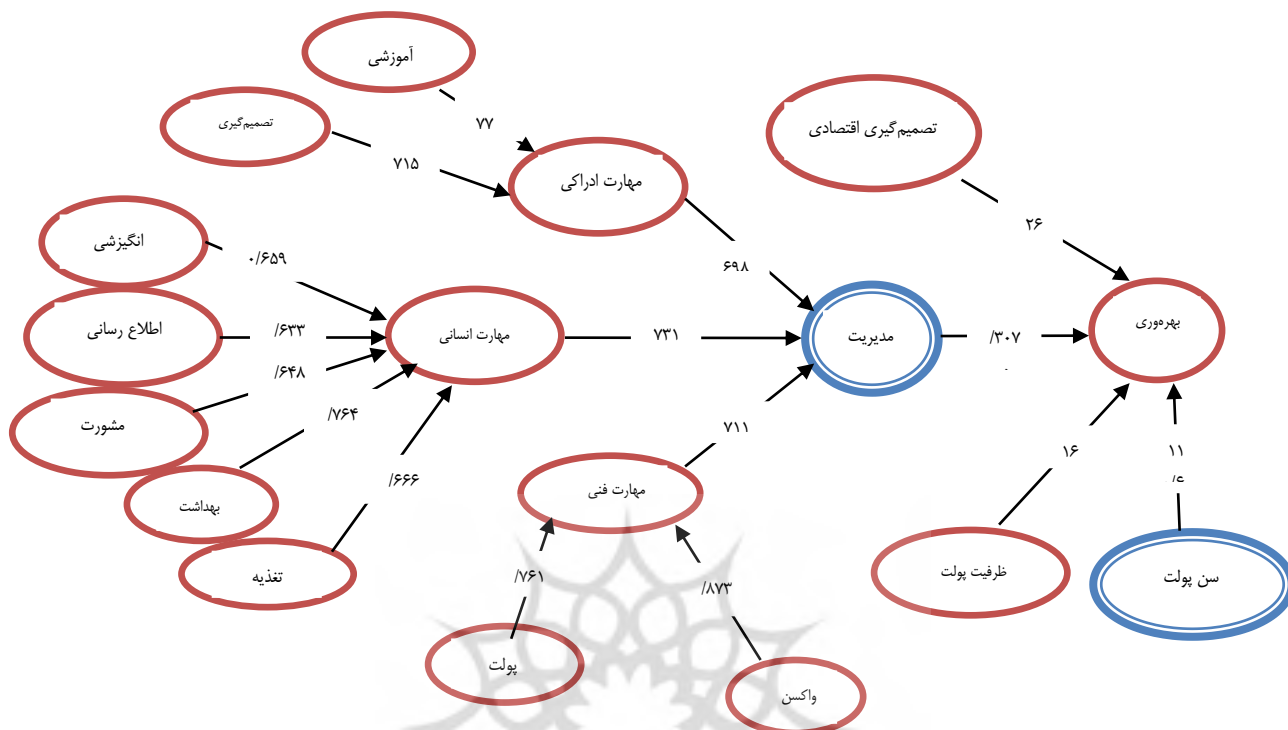 آموزشی
تصمیم‌گیری
تصمیم‌گیری اقتصادی
۷۷
۷۱۵
مهارت ادراکی
۲۶
انگیزشی
۰/۶۵۹
۶۹۸
اطلاع رسانی
/۶۳۳
مهارت انسانی
۷۳۱
مدیریت
/۳۰۷
۰
بهره‌وری
/۶۴۸
مشورت
/۷۶۴
۷۱۱
۱۶
۱۱
بهداشت
/۶۶۶
مهارت فنی
تغذیه
/۷۶۱
/۸۷۳
ظرفیت پولت
سن پولت
پولت
واکسن